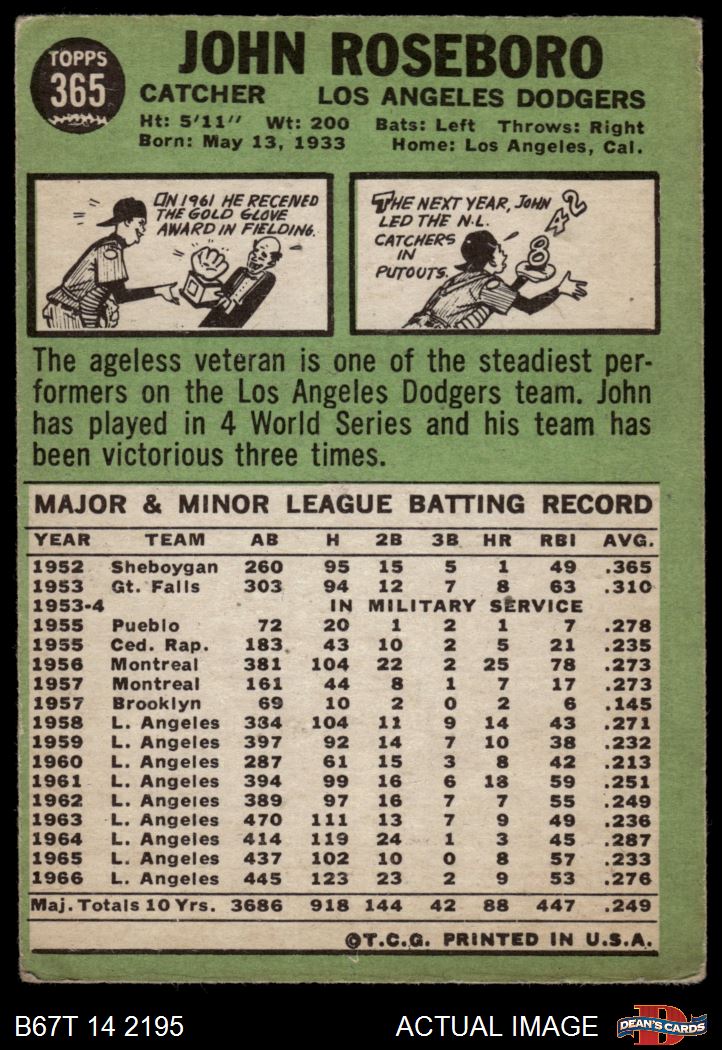 TOPPS
365
JOHN ROSEBORO
CATCHER LOS ANGELES DODGERS
Ht: 5'11" Wt: 200 Bats: Left Throws: Right
Born: May 13, 1933 Home: Los Angeles, Cal.
IN 1961 HE RECEIVED
THE GOLD GLOVE
AWARD IN FIELDING.
THE NEXT YEAR, JOHN
LED THE N.L.
CATCHERS
IN
PUTOUTS.
842
The ageless veteran is one of the steadiest per-
formers on the Los Angeles Dodgers team. John
has played in 4 World Series and his team has
been victorious three times.
MAJOR & MINOR LEAGUE BATTING RECORD
YEAR TEAM AB H 2B 3B HR RBI AVG.
1952 Sheboygan 260 95 15 5 1 49 .365
1953 Gt. Falls 303 94 12 7 8 63 .310
1953-4 IN MILITARY SERVICE
1955 Pueblo 72 20 1 2 1 7 .278
1955 Ced. Rap. 183 43 10 2 5 21 .235
1956 Montreal 381 104 22 2 25 78 .273
1957 Montreal 161 44 8 1 7 17 .273
1957 Brooklyn 69 10 2 0 2 6 .145
1958 L. Angeles 384 104 11 9 14 43 .271
1959 L. Angeles 397 92 14 7 10 38 .232
1960 L. Angeles 287 61 15 3 8 42 .213
1961 L. Angeles 394 99 16 6 18 59 .251
1962 L. Angeles 389 97 16 7 7 55 .249
1963 L. Angeles 470 111 13 7 9 49 .236
1964 L. Angeles 414 119 24 1 3 45 .287
1965 L. Angeles 437 102 10 0 8 57 .233
1966 L. Angeles 445 123 23 2 9 53 .276
Maj. Totals 10 Yrs. 3686 918 144 42 88 447 .249
©T.C.G. PRINTED IN U.S.A.
B67T 14 2195 ACTUAL IMAGE
D
DEAN'S CARDS